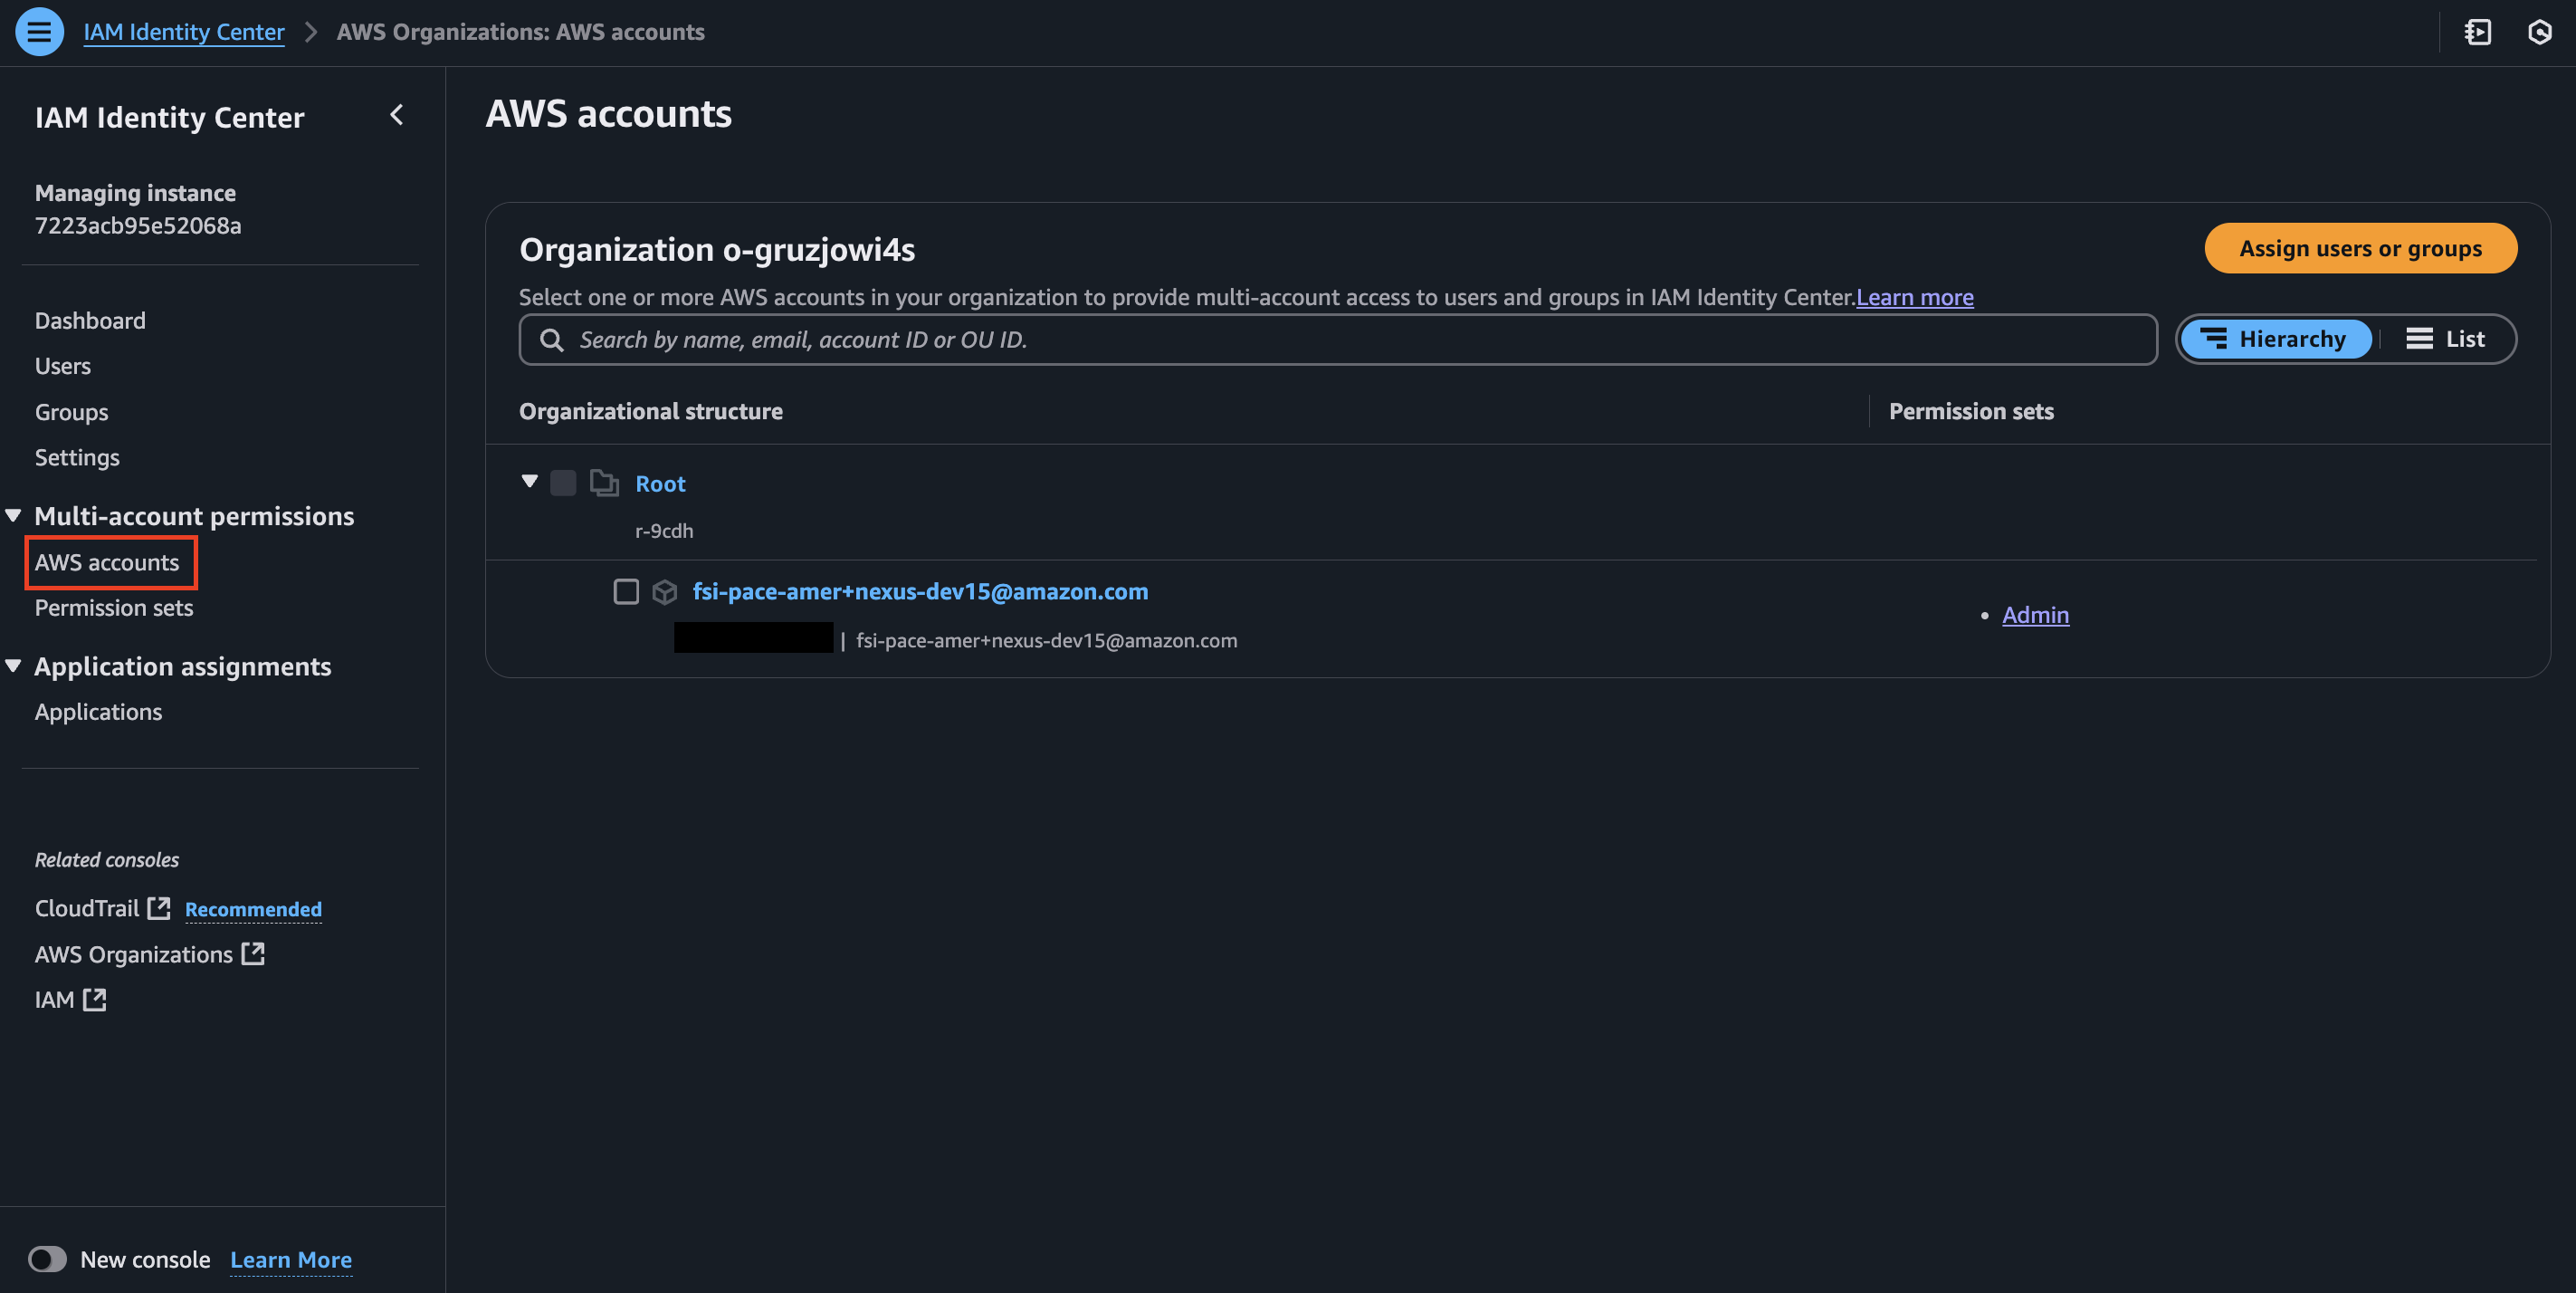 IAM Identity Center > AWS Organizations: AWS accounts
IAM Identity Center
Managing instance
7223acb95e52068a
Dashboard
Users
Groups
Settings
Multi-account permissions
AWS accounts
Permission sets
Application assignments
Applications
Related consoles
CloudTrail Recommended
AWS Organizations
IAM
New console Learn More
AWS accounts
Organization o-gruzjowi4s
Assign users or groups
Select one or more AWS accounts in your organization to provide multi-account access to users and groups in IAM Identity Center.Learn more
Search by name, email, account ID or OU ID.
Hierarchy List
Organizational structure Permission sets
Root
r-9cdh
fsi-pace-amer+nexus-dev15@amazon.com
Admin
| fsi-pace-amer+nexus-dev15@amazon.com